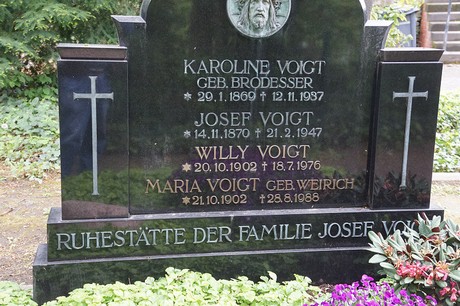 KAROLINE VOIGT
GEB. BRODESSER
* 29.1.1869 † 12.11.1937
JOSEF VOIGT
* 14.11.1870 † 21.2.1947
WILLY VOIGT
* 20.10.1902 † 18.7.1976
MARIA VOIGT GEB. WEIRICH
* 21.10.1902 † 28.8.1988
RUHESTÄTTE DER FAMILIE JOSEF VOI